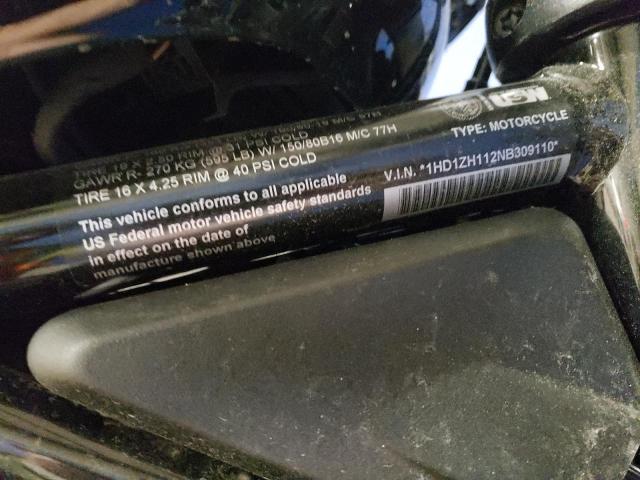 GAWR R- 270 KG (595 LB) W/ 150/80B16 M/C 77H
TIRE 16 X 4.25 RIM @ 40 PSI COLD
This vehicle conforms to all applicable
US Federal motor vehicle safety standards
in effect on the date of
manufacture shown above
TYPE: MOTORCYCLE
V.I.N. *1HD1ZH112NB309110*